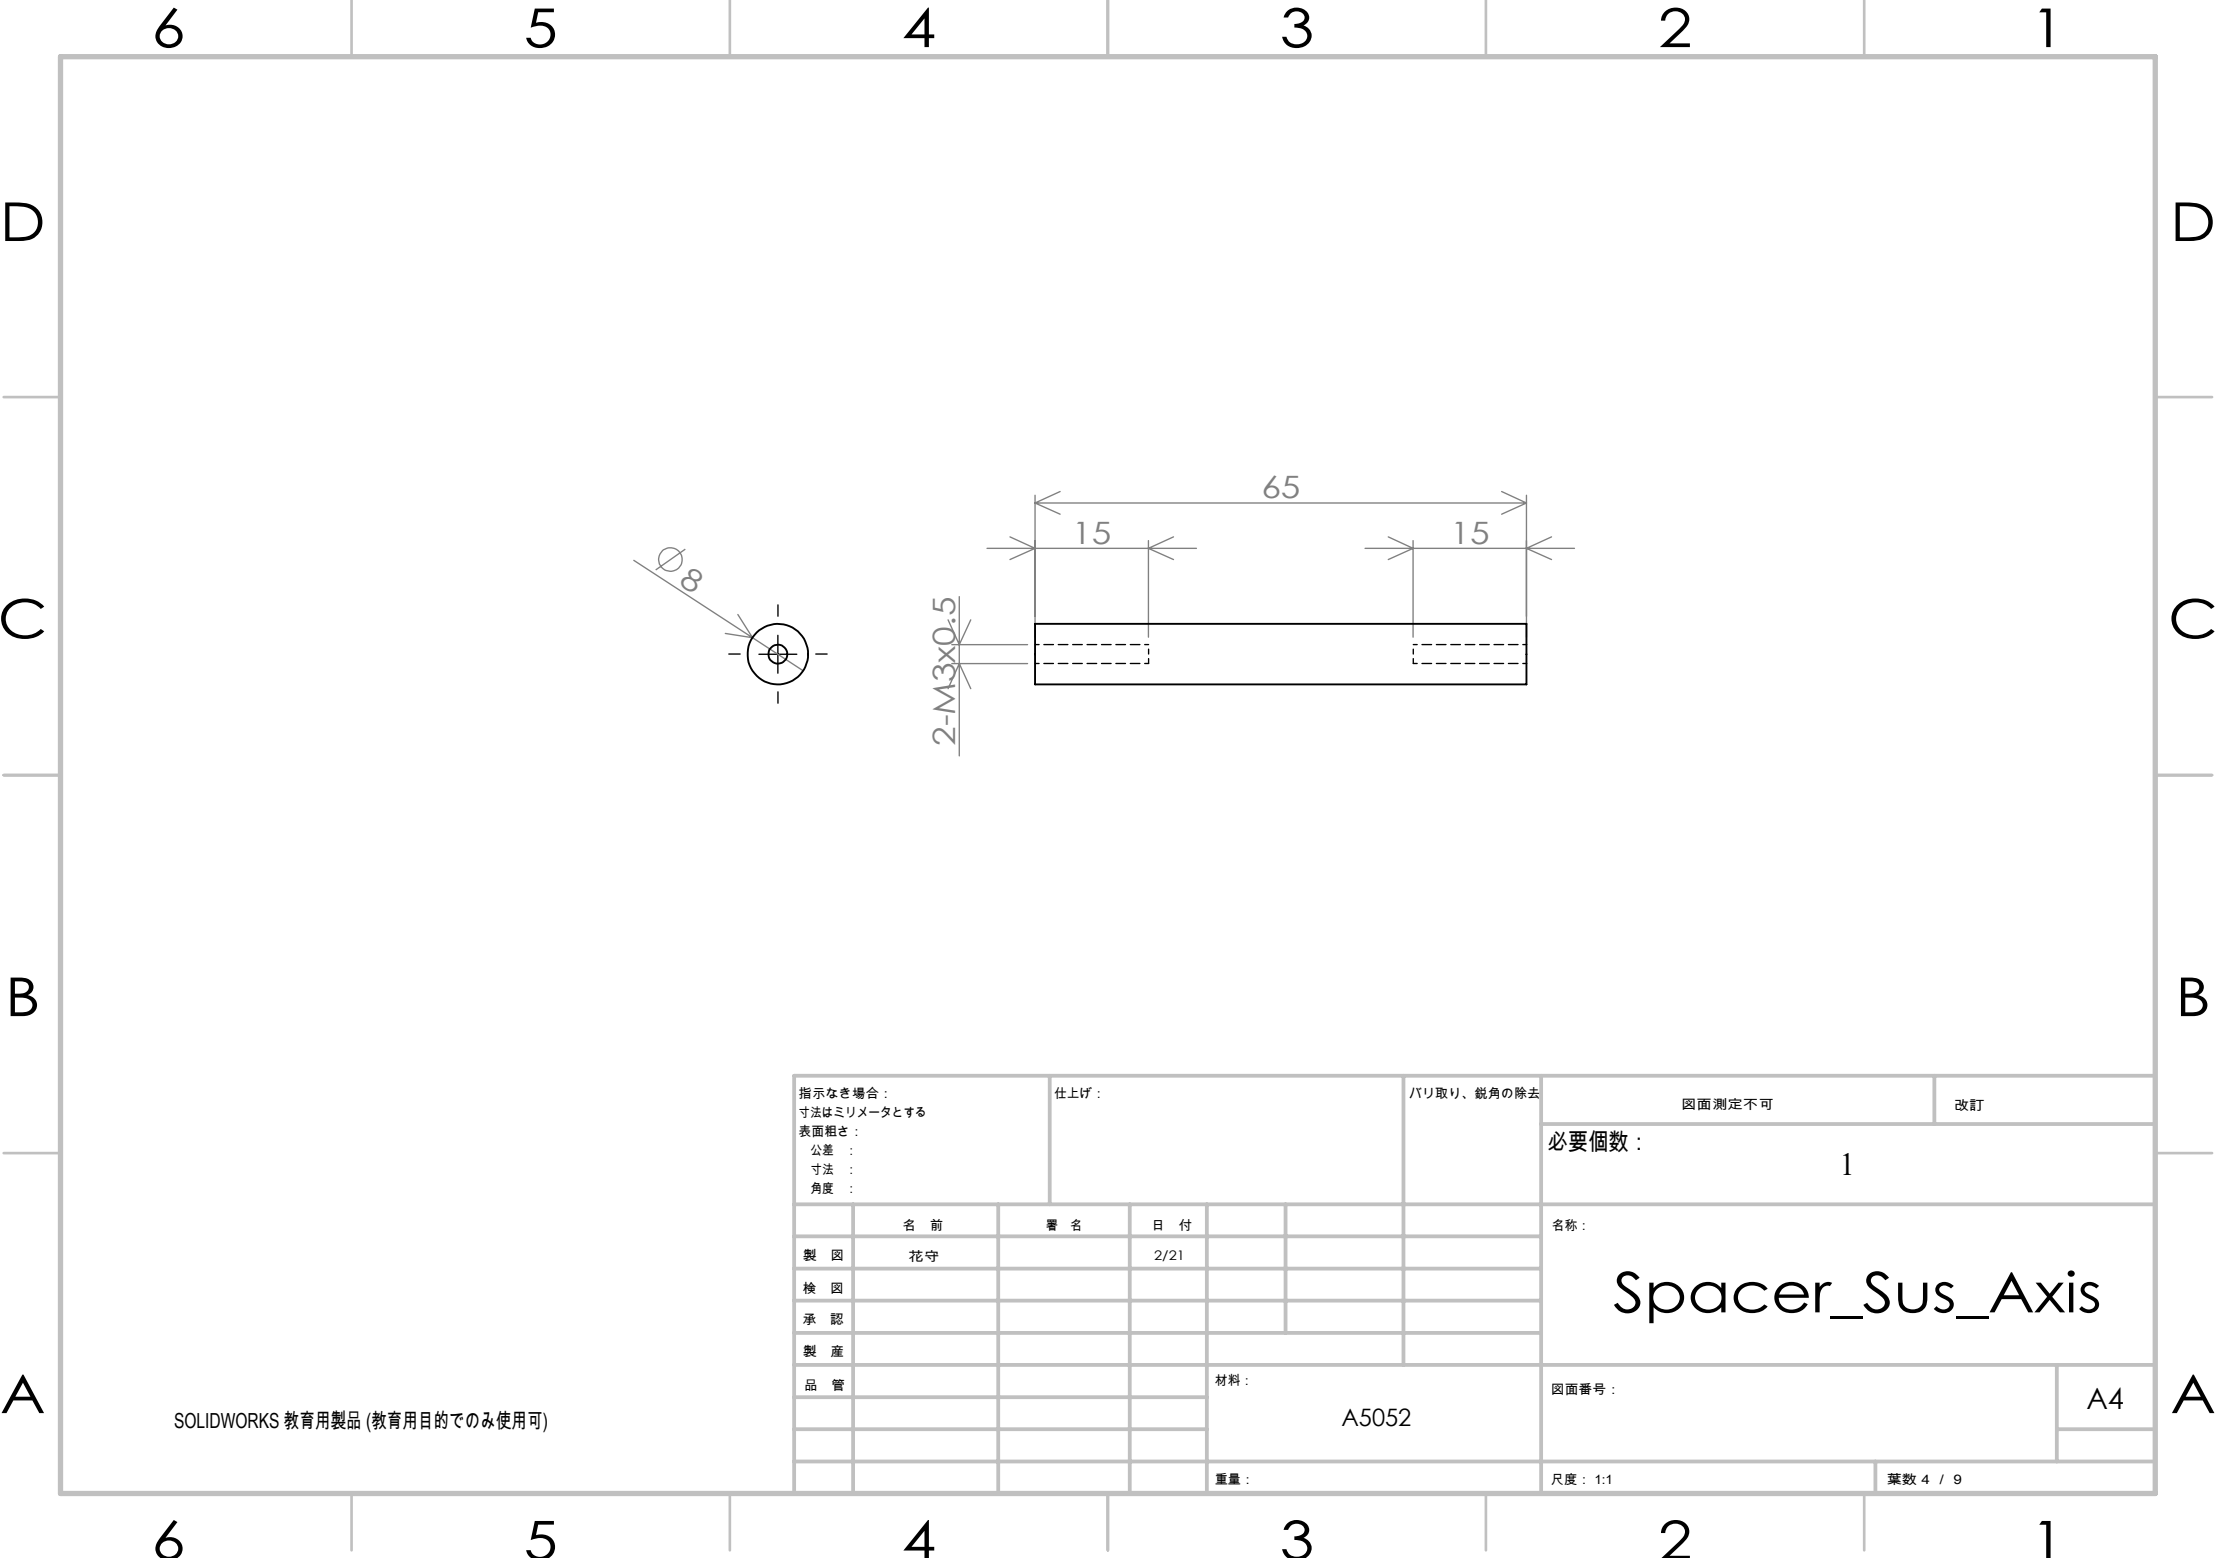 6 5 4 3 2 1
D D
65
15 15
⌀8
C C
2-M3x0.5
B B
指示なき場合：
寸法はミリメータとする
表面粗さ：
公差 ：
寸法 ：
角度 ：
仕上げ：
バリ取り、鋭角の除去
図面測定不可
改訂
必要個数：
1
名 前 署 名 日 付
製 図 花守 2/21
検 図
承 認
製 産
品 管
名称：
Spacer_Sus_Axis
材料：
A5052
図面番号：
A4
A A
SOLIDWORKS 教育用製品 (教育用目的でのみ使用可)
重量：
尺度： 1:1
葉数 4 / 9
6 5 4 3 2 1